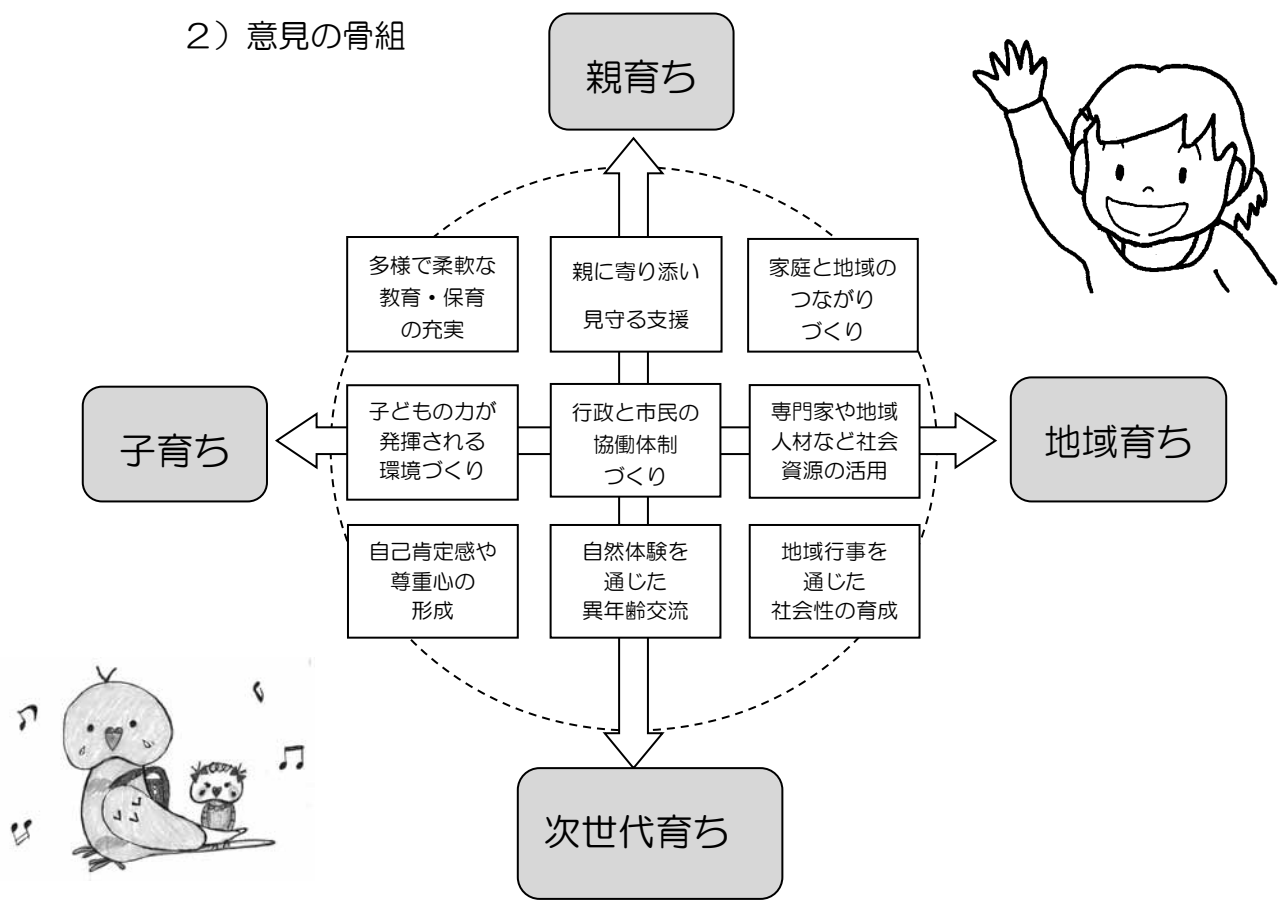 ２）意見の骨組
親育ち
多様で柔軟な
教育・保育
の充実
親に寄り添い
見守る支援
家庭と地域の
つながり
づくり
子育ち
子どもの力が
発揮される
環境づくり
行政と市民の
協働体制
づくり
専門家や地域
人材など社会
資源の活用
地域育ち
自己肯定感や
尊重心の
形成
自然体験を
通じた
異年齢交流
地域行事を
通じた
社会性の育成
次世代育ち